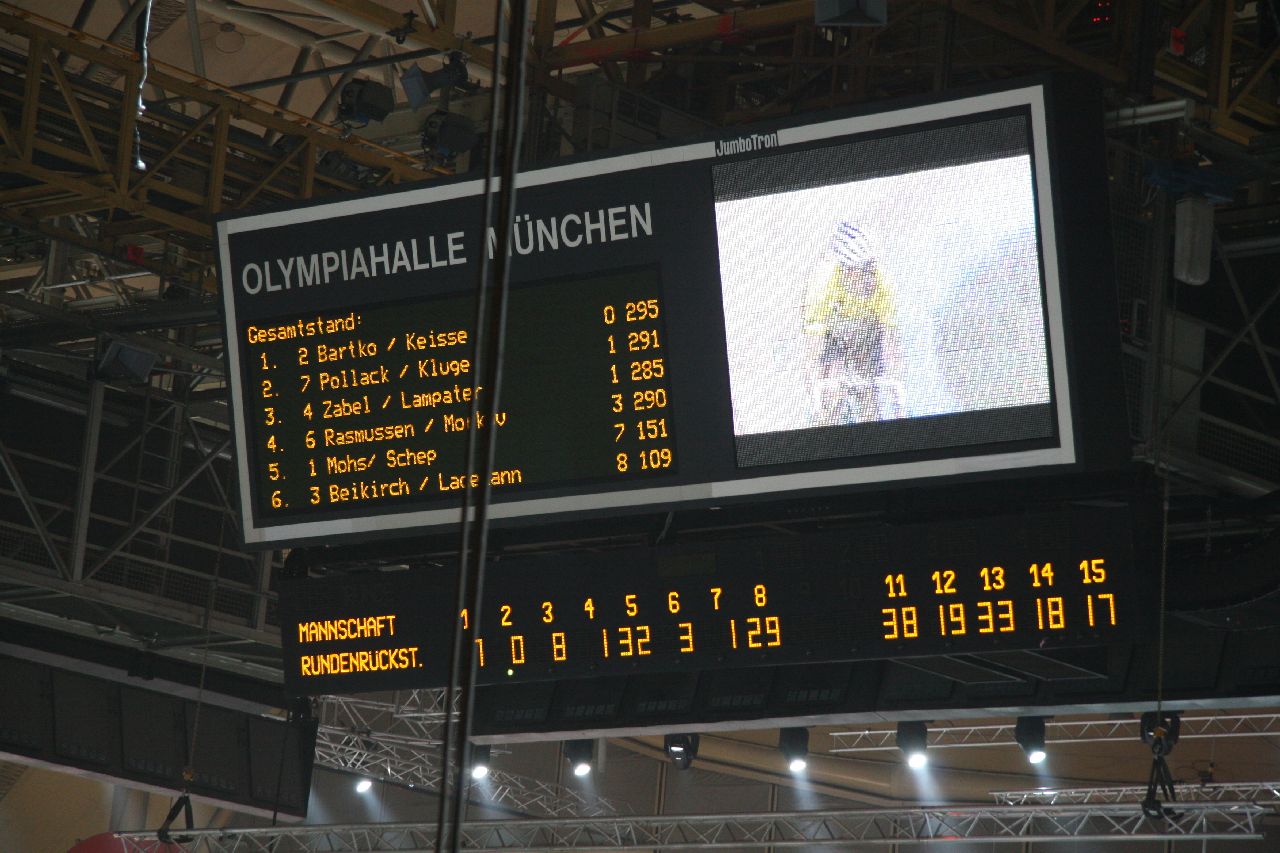 JumboTron
OLYMPIAHALLE MÜNCHEN
Gesamtstand:
1. 2 Bartko / Keisse 0 295
2. 7 Pollack / Kluge 1 291
3. 4 Zabel / Lampater 1 285
4. 6 Rasmussen / 3 290
5. 1 Mohs/ Schep 7 151
6. 3 Beikirch / 8 109
MANNSCHAFT 1 2 3 4 5 6 7 8 11 12 13 14 15
RUNDENRÜCKST. 7 0 8 1 32 3 1 29 38 19 33 18 17